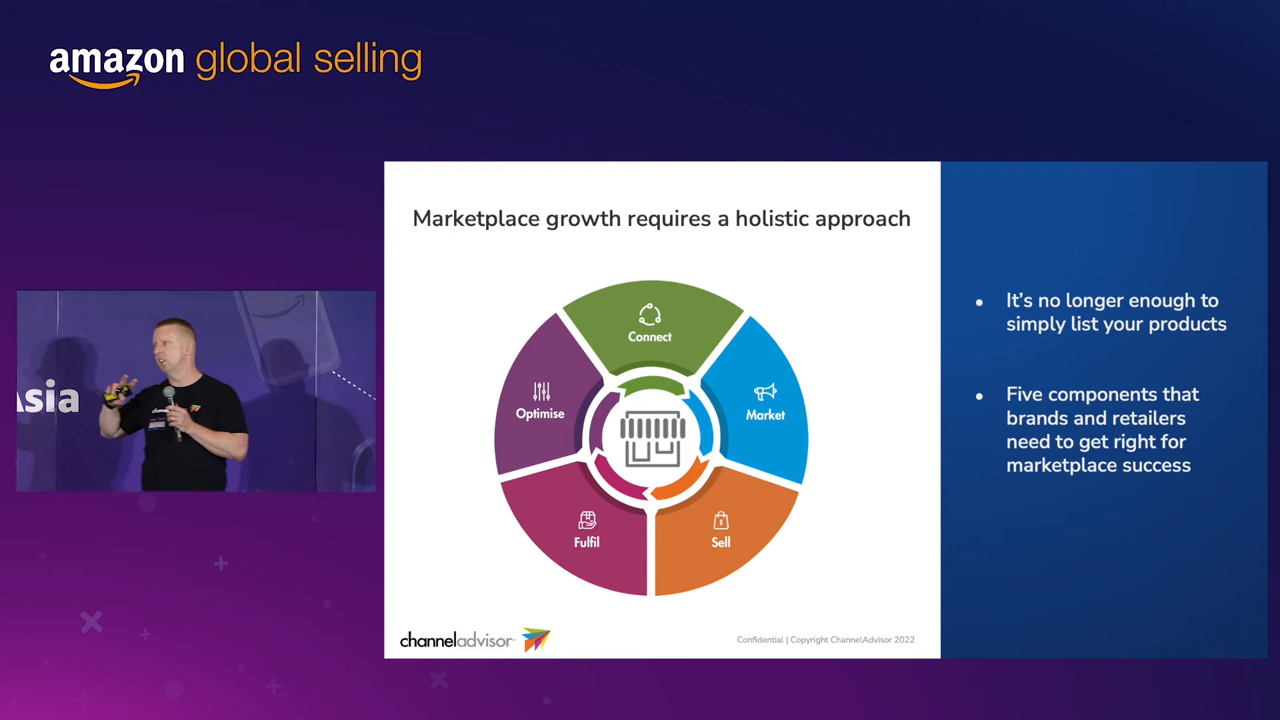 amazon global selling
Marketplace growth requires a holistic approach
Connect
Optimise
Market
Fulfil
Sell
channeladvisor
Confidential | Copyright ChannelAdvisor 2022
It's no longer enough to
simply list your products
Five components that
brands and retailers
need to get right for
marketplace success
Asia